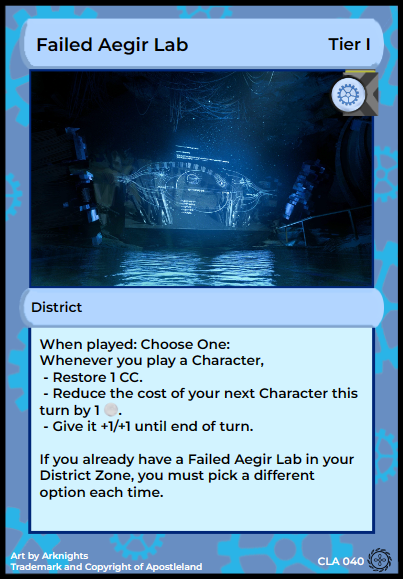 Failed Aegir Lab
Tier I
District
When played: Choose One:
Whenever you play a Character,
- Restore 1 CC.
- Reduce the cost of your next Character this
turn by 1 .
- Give it +1/+1 until end of turn.
If you already have a Failed Aegir Lab in your
District Zone, you must pick a different
option each time.
Art by Arknights
Trademark and Copyright of Apostleland
CLA 040